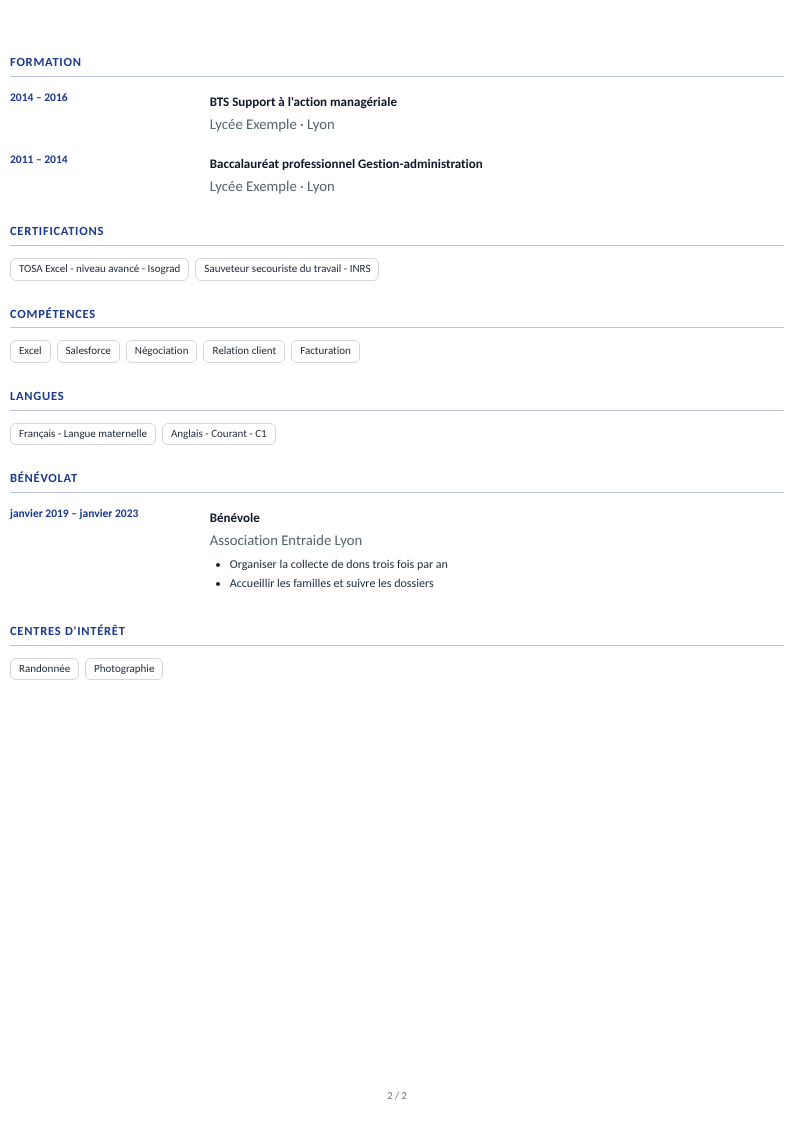 FORMATION
2014 – 2016
BTS Support à l'action managériale
Lycée Exemple · Lyon
2011 – 2014
Baccalauréat professionnel Gestion-administration
Lycée Exemple · Lyon
CERTIFICATIONS
TOSA Excel - niveau avancé - Isograd
Sauveteur secouriste du travail - INRS
COMPÉTENCES
Excel
Salesforce
Négociation
Relation client
Facturation
LANGUES
Français - Langue maternelle
Anglais - Courant - C1
BÉNÉVOLAT
janvier 2019 – janvier 2023
Bénévole
Association Entraide Lyon
• Organiser la collecte de dons trois fois par an
• Accueillir les familles et suivre les dossiers
CENTRES D'INTÉRÊT
Randonnée
Photographie
2 / 2